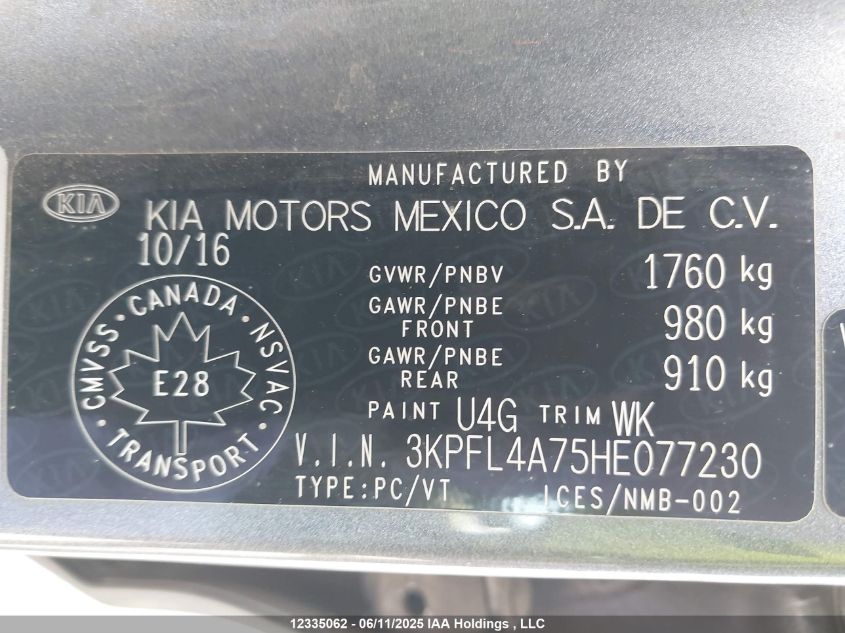 MANUFACTURED BY
KIA
KIA MOTORS MEXICO S.A. DE C.V.
10/16
GVWR/PNBV 1760 kg
GAWR/PNBE FRONT 980 kg
GAWR/PNBE REAR 910 kg
CANADA · NSVAC · TRANSPORT · CMVSS
E28
PAINT U4G TRIM WK
V.I.N. 3KPFL4A75HE077230
TYPE:PC/VT ICES/NMB-002
12335062 - 06/11/2025 IAA Holdings , LLC